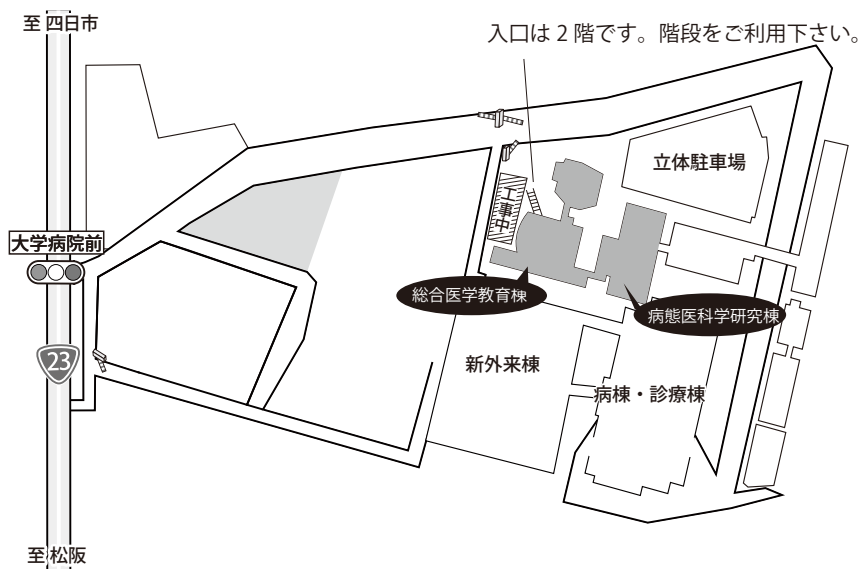 至 四日市
入口は 2 階です。階段をご利用下さい。
立体駐車場
工事中
大学病院前
総合医学教育棟
病態医科学研究棟
23
新外来棟
病棟・診療棟
至 松阪